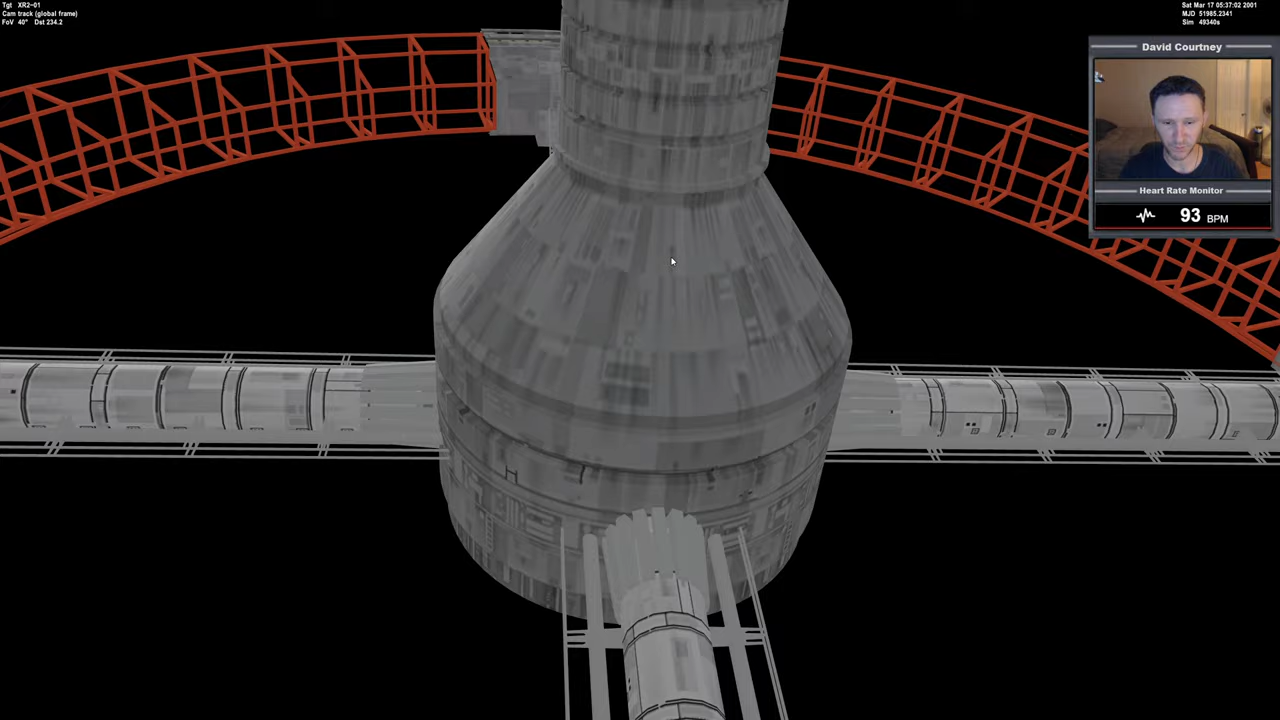 Tgt XR2-01
Cam track (global frame)
FoV 40° Dst 234.2
Sat Mar 17 05:37:02 2001
MJD 51985.2341
Sim 49340s
David Courtney
Heart Rate Monitor
93 BPM